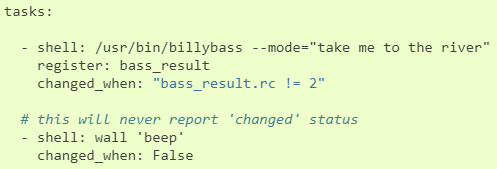 tasks:
- shell: /usr/bin/billybass --mode="take me to the river"
register: bass_result
changed_when: "bass_result.rc != 2"
# this will never report 'changed' status
- shell: wall 'beep'
changed_when: False